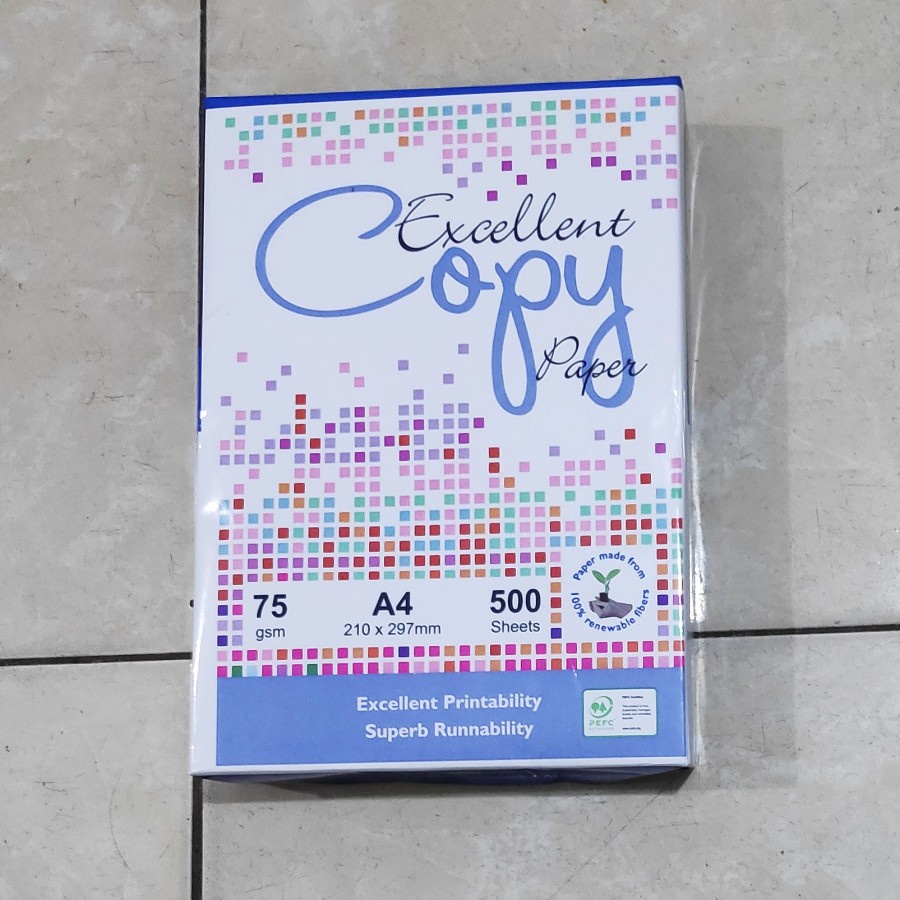 Excellent
Copy
Paper
75
gsm
A4
210 x 297mm
500
Sheets
Paper made from
100% renewable fibers
Excellent Printability
Superb Runnability
PEFC